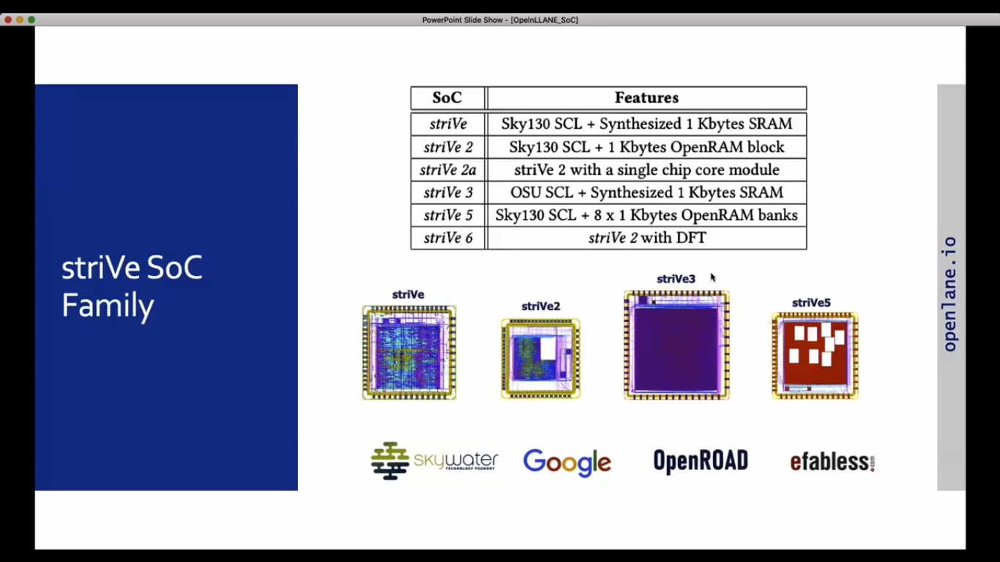 PowerPoint Slide Show - [OpeInLLANE_SoC]
striVe SoC
Family
SoC Features
striVe Sky130 SCL + Synthesized 1 Kbytes SRAM
striVe 2 Sky130 SCL + 1 Kbytes OpenRAM block
striVe 2a striVe 2 with a single chip core module
striVe 3 OSU SCL + Synthesized 1 Kbytes SRAM
striVe 5 Sky130 SCL + 8 x 1 Kbytes OpenRAM banks
striVe 6 striVe 2 with DFT
striVe
striVe2
striVe3
striVe5
skywater
TECHNOLOGY FOUNDRY
Google
OpenROAD
efabless.com
openlane.io